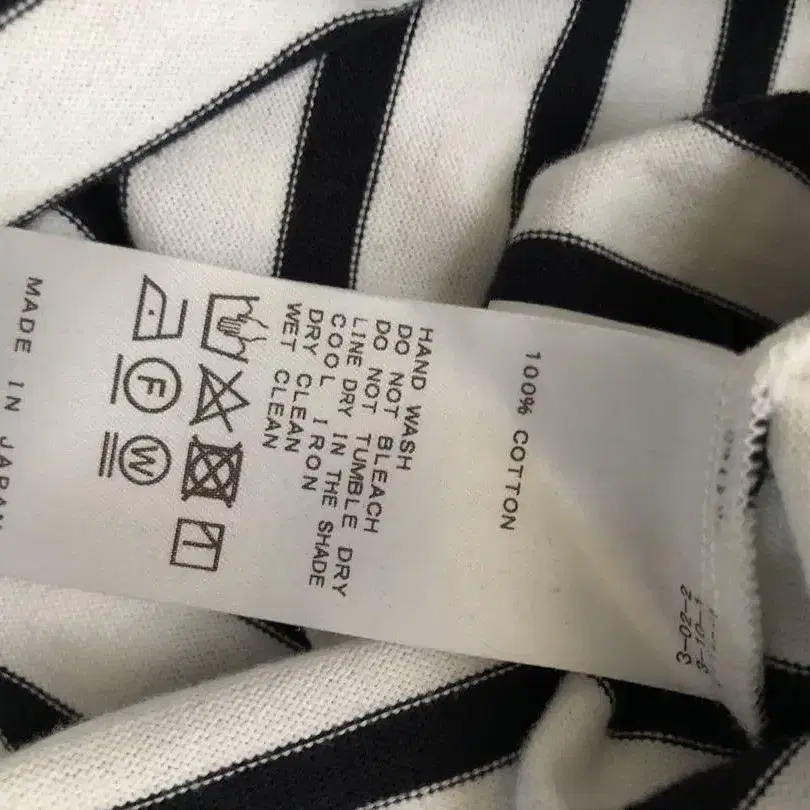 100% COTTON
HAND WASH
DO NOT BLEACH
DO NOT TUMBLE DRY
LINE DRY IN THE SHADE
COOL IRON
DRY CLEAN
WET CLEAN
F
W
MADE IN JAPAN
3-02-2